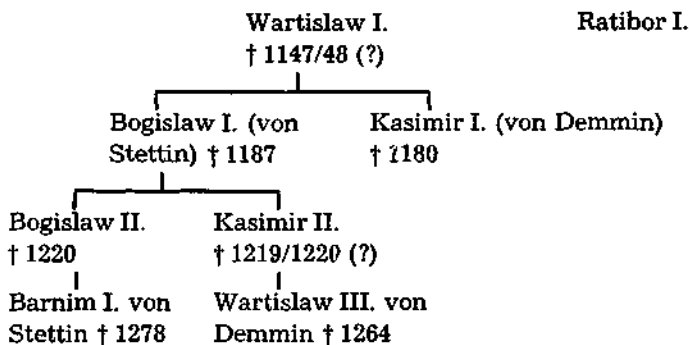 Wartislaw I. Ratibor I.
† 1147/48 (?)
Bogislaw I. (von Kasimir I. (von Demmin)
Stettin) † 1187 † 1180
Bogislaw II. Kasimir II.
† 1220 † 1219/1220 (?)
Barnim I. von Wartislaw III. von
Stettin † 1278 Demmin † 1264